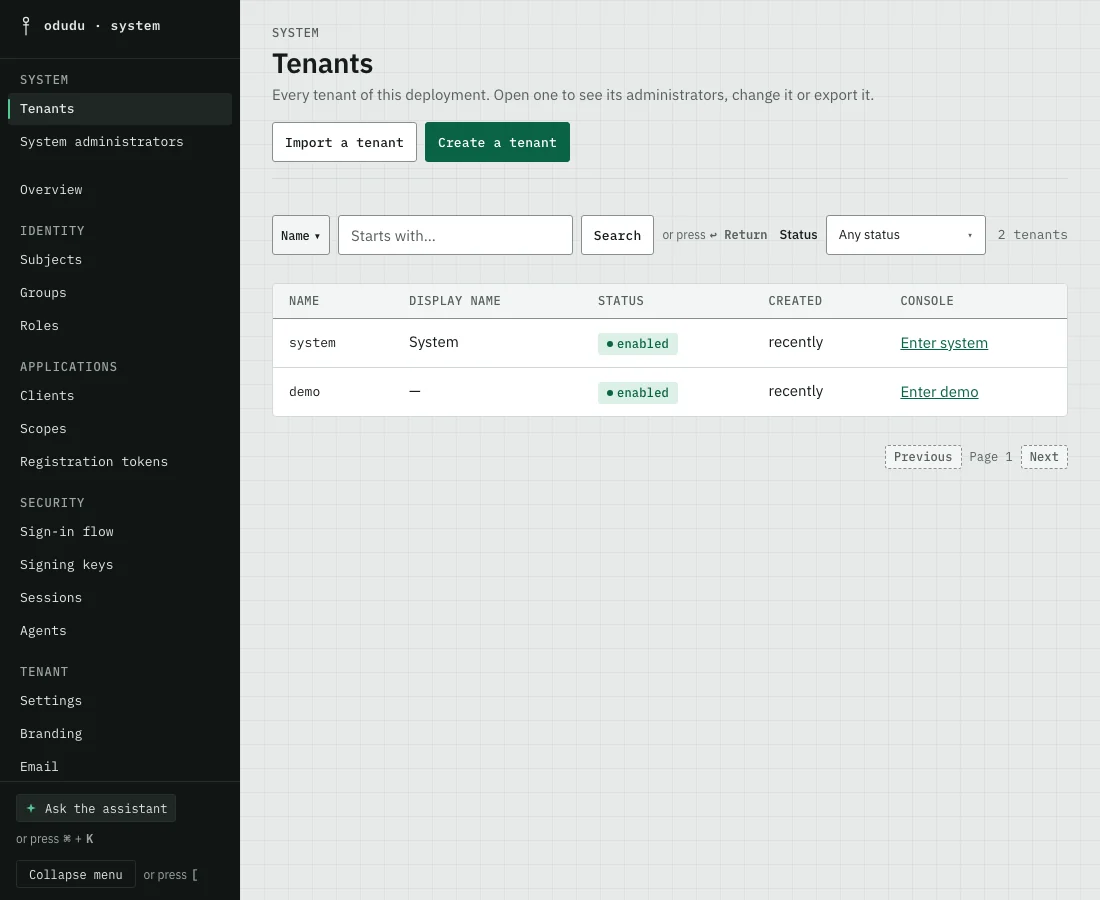 odudu · system
SYSTEM
Tenants
System administrators
Overview
IDENTITY
Subjects
Groups
Roles
APPLICATIONS
Clients
Scopes
Registration tokens
SECURITY
Sign-in flow
Signing keys
Sessions
Agents
TENANT
Settings
Branding
Email
Ask the assistant
or press ⌘ + K
Collapse menu or press [
SYSTEM
Tenants
Every tenant of this deployment. Open one to see its administrators, change it or export it.
Import a tenant Create a tenant
Name ▾ Starts with... Search or press ↩ Return Status Any status ▾ 2 tenants
NAME DISPLAY NAME STATUS CREATED CONSOLE
system System enabled recently Enter system
demo — enabled recently Enter demo
Previous Page 1 Next